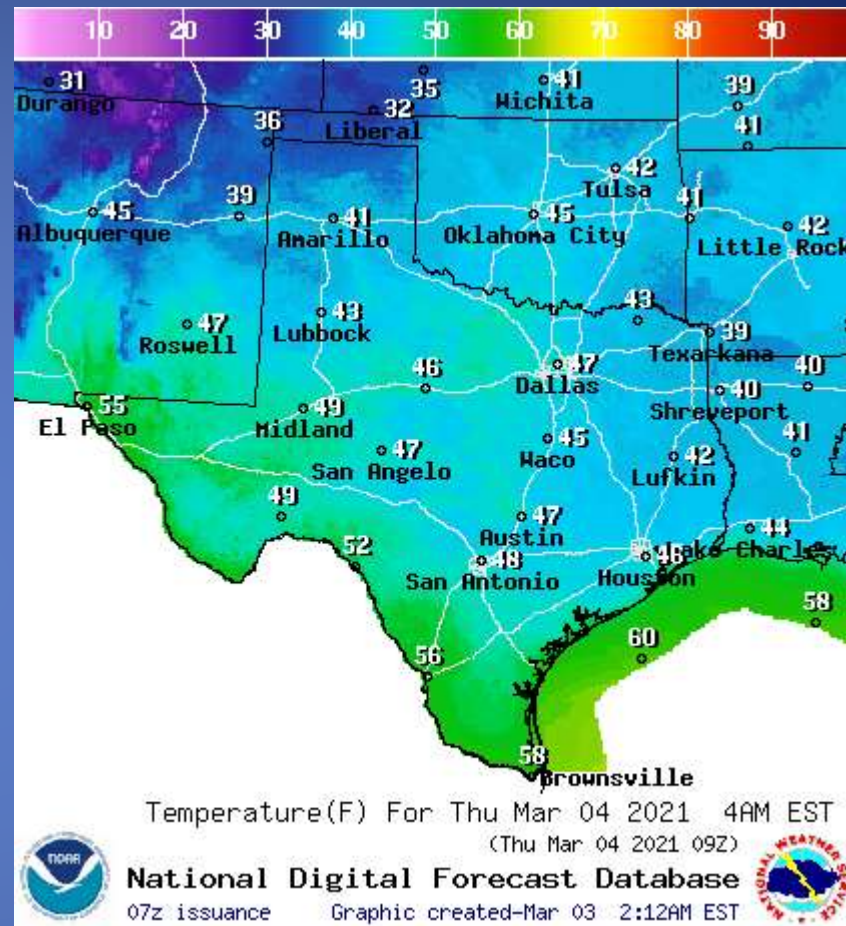 10 20 30 40 50 60 70 80 90
31
Durango
32
Liberal
35
41
Wichita
39
36
41
42
Tulsa
45
Albuquerque
39
41
Amarillo
45
Oklahoma City
41
42
Little Rock
47
Roswell
43
Lubbock
43
39
Texarkana
46
47
Dallas
40
Shreveport
40
55
El Paso
49
Midland
47
San Angelo
45
Waco
42
Lufkin
41
49
47
Austin
44
Lake Charles
52
48
San Antonio
46
Houston
58
60
56
58
Brownsville
Temperature(F) For Thu Mar 04 2021 4AM EST
(Thu Mar 04 2021 09Z)
NOAA
National Digital Forecast Database
07z issuance Graphic created-Mar 03 2:12AM EST
NATIONAL WEATHER SERVICE